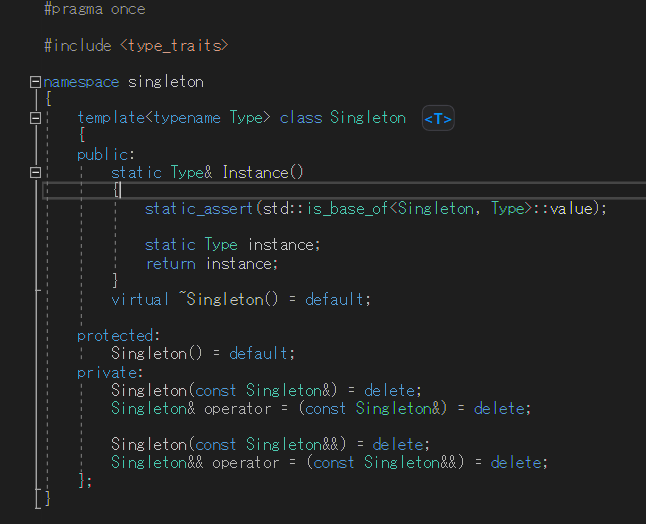 #pragma once
#include <type_traits>
namespace singleton
{
template<typename Type> class Singleton <T>
{
public:
static Type& Instance()
{
static_assert(std::is_base_of<Singleton, Type>::value);
static Type instance;
return instance;
}
virtual ~Singleton() = default;
protected:
Singleton() = default;
private:
Singleton(const Singleton&) = delete;
Singleton& operator = (const Singleton&) = delete;
Singleton(const Singleton&&) = delete;
Singleton&& operator = (const Singleton&&) = delete;
};
}